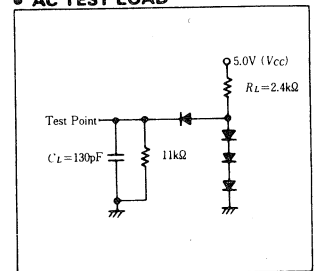 ● AC TEST LOAD
5.0V (Vcc)
RL=2.4kΩ
Test Point
CL=130pF
11kΩ